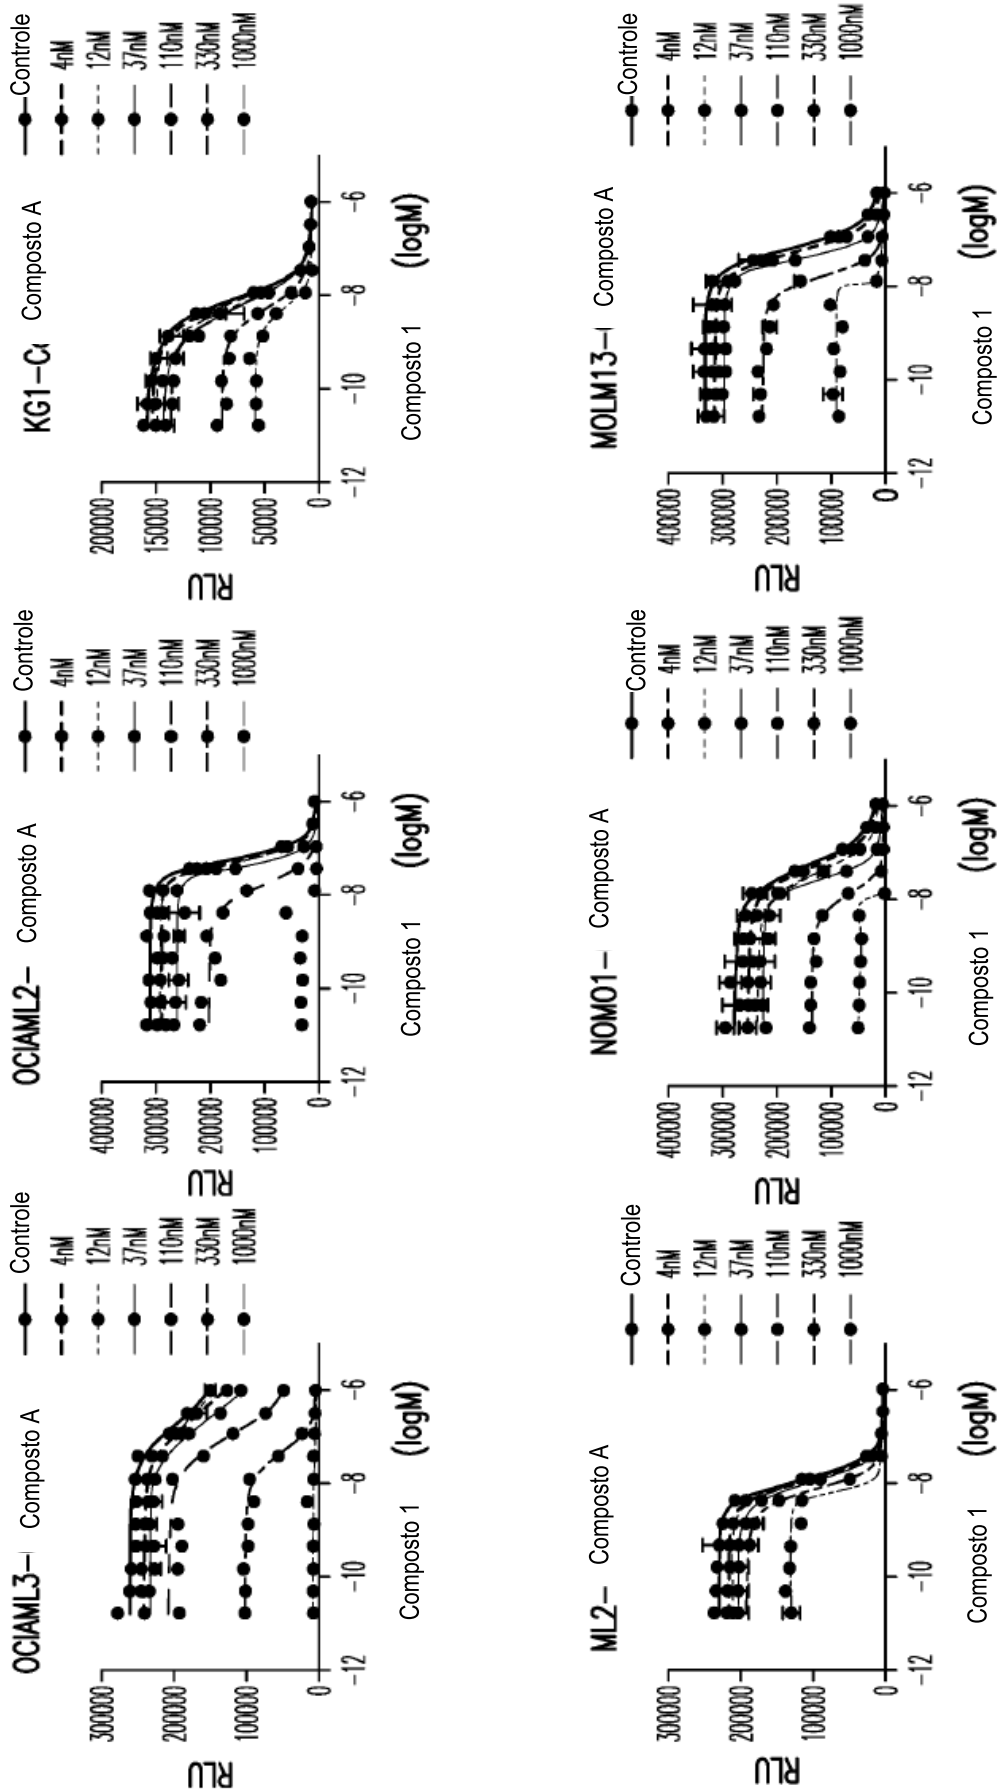 OCIAML3- Composto A
RLU
300000
200000
100000
0
-12
-10
-8
-6
Composto 1
(logM)
Controle
4nM
12nM
37nM
110nM
330nM
1000nM
OCIAML2- Composto A
RLU
400000
300000
200000
100000
0
-12
-10
-8
-6
Composto 1
(logM)
Controle
4nM
12nM
37nM
110nM
330nM
1000nM
KG1-C Composto A
RLU
200000
150000
100000
50000
0
-12
-10
-8
-6
Composto 1
(logM)
Controle
4nM
12nM
37nM
110nM
330nM
1000nM
ML2- Composto A
RLU
300000
200000
100000
0
-12
-10
-8
-6
Composto 1
(logM)
Controle
4nM
12nM
37nM
110nM
330nM
1000nM
NOMO1- Composto A
RLU
400000
300000
200000
100000
0
-12
-10
-8
-6
Composto 1
(logM)
Controle
4nM
12nM
37nM
110nM
330nM
1000nM
MOLM13- Composto A
RLU
400000
300000
200000
100000
0
-12
-10
-8
-6
Composto 1
(logM)
Controle
4nM
12nM
37nM
110nM
330nM
1000nM